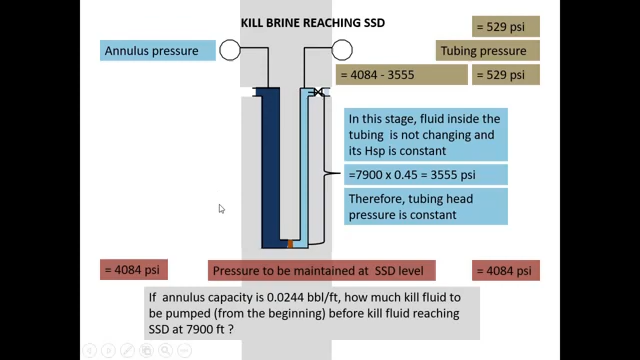 KILL BRINE REACHING SSD
= 529 psi
Annulus pressure
Tubing pressure
= 4084 - 3555
= 529 psi
In this stage, fluid inside the
tubing is not changing and
its Hsp is constant
=7900 x 0.45 = 3555 psi
Therefore, tubing head
pressure is constant
= 4084 psi
Pressure to be maintained at SSD level
= 4084 psi
If annulus capacity is 0.0244 bbl/ft, how much kill fluid to
be pumped (from the beginning) before kill fluid reaching
SSD at 7900 ft ?